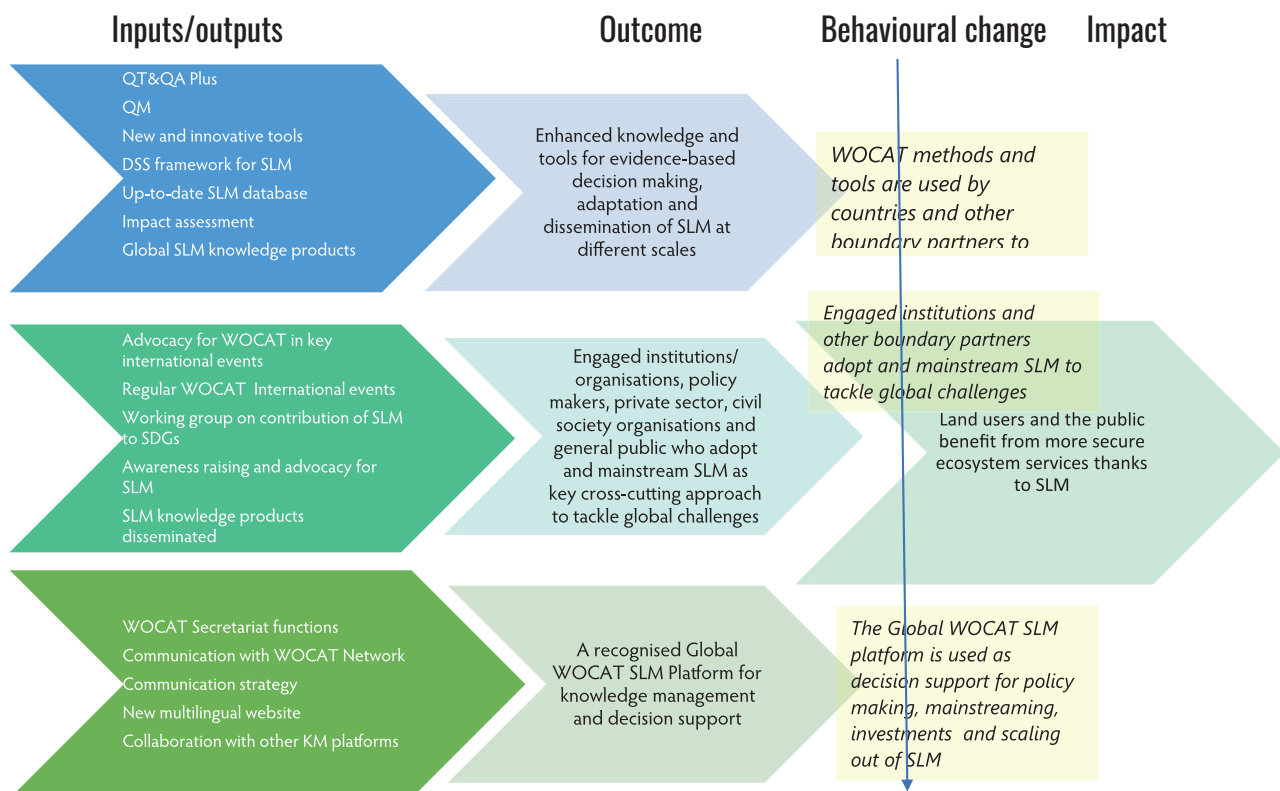 Inputs/outputs
Outcome
Behavioural change
Impact
QT&QA Plus
QM
New and innovative tools
DSS framework for SLM
Up-to-date SLM database
Impact assessment
Global SLM knowledge products
Enhanced knowledge and
tools for evidence-based
decision making,
adaptation and
dissemination of SLM at
different scales
WOCAT methods and
tools are used by
countries and other
boundary partners to
Advocacy for WOCAT in key
international events
Regular WOCAT International events
Working group on contribution of SLM
to SDGs
Awareness raising and advocacy for
SLM
SLM knowledge products
disseminated
Engaged institutions/
organisations, policy
makers, private sector, civil
society organisations and
general public who adopt
and mainstream SLM as
key cross-cutting approach
to tackle global challenges
Engaged institutions and
other boundary partners
adopt and mainstream SLM to
tackle global challenges
Land users and the public
benefit from more secure
ecosystem services thanks
to SLM
WOCAT Secretariat functions
Communication with WOCAT Network
Communication strategy
New multilingual website
Collaboration with other KM platforms
A recognised Global
WOCAT SLM Platform for
knowledge management
and decision support
The Global WOCAT SLM
platform is used as
decision support for policy
making, mainstreaming,
investments and scaling
out of SLM